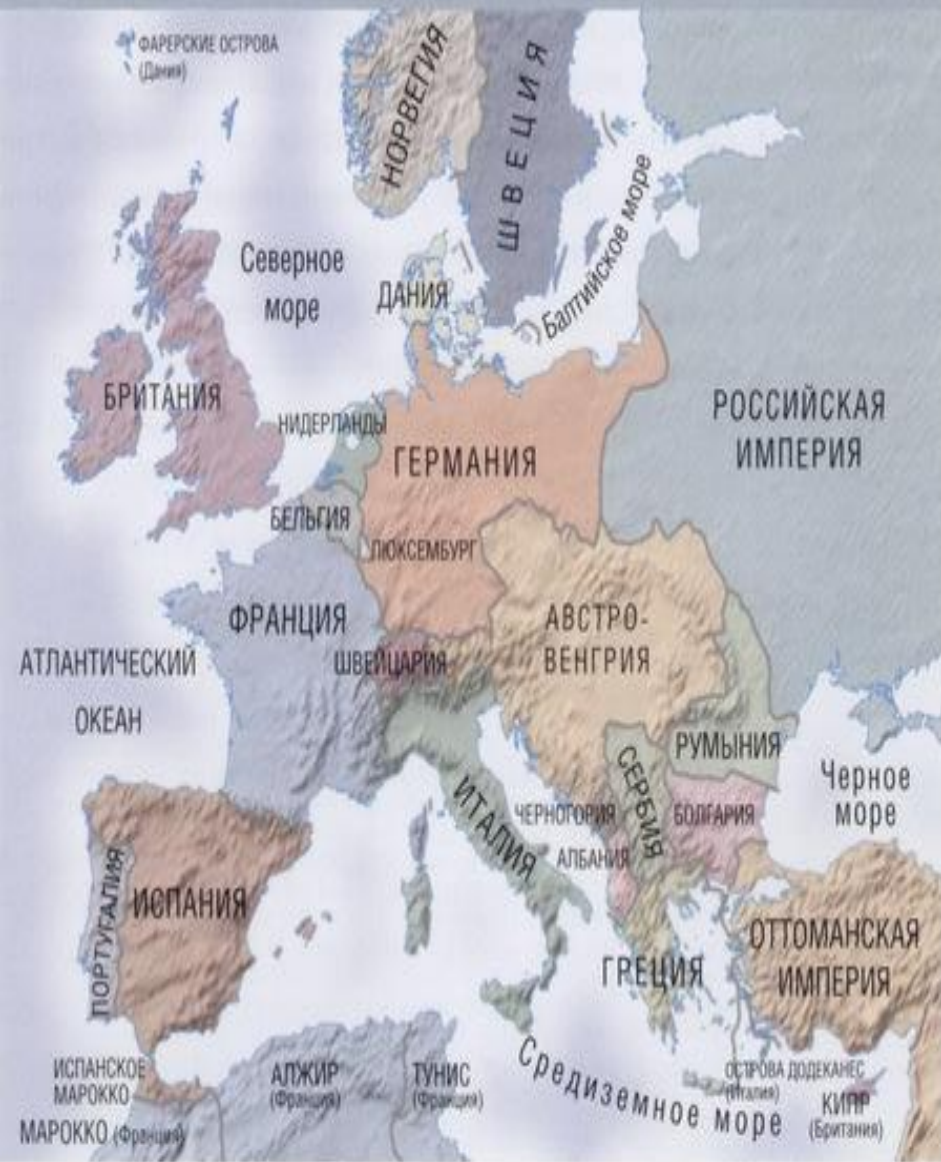 ФАРЕРСКИЕ ОСТРОВА
(Дания)
НОРВЕГИЯ
ШВЕЦИЯ
Северное
море
ДАНИЯ
Балтийское море
БРИТАНИЯ
НИДЕРЛАНДЫ
ГЕРМАНИЯ
РОССИЙСКАЯ
ИМПЕРИЯ
БЕЛЬГИЯ
ЛЮКСЕМБУРГ
ФРАНЦИЯ
АВСТРО-
ВЕНГРИЯ
ШВЕЙЦАРИЯ
АТЛАНТИЧЕСКИЙ
ОКЕАН
РУМЫНИЯ
СЕРБИЯ
Черное
море
ИТАЛИЯ
ЧЕРНОГОРИЯ
БОЛГАРИЯ
АЛБАНИЯ
ПОРТУГАЛИЯ
ИСПАНИЯ
ОТТОМАНСКАЯ
ИМПЕРИЯ
ГРЕЦИЯ
Средиземное море
ИСПАНСКОЕ
МАРОККО
АЛЖИР
(Франция)
ТУНИС
(Франция)
ОСТРОВА ДОДЕКАНЕС
(Италия)
КИПР
(Британия)
МАРОККО (Франция)